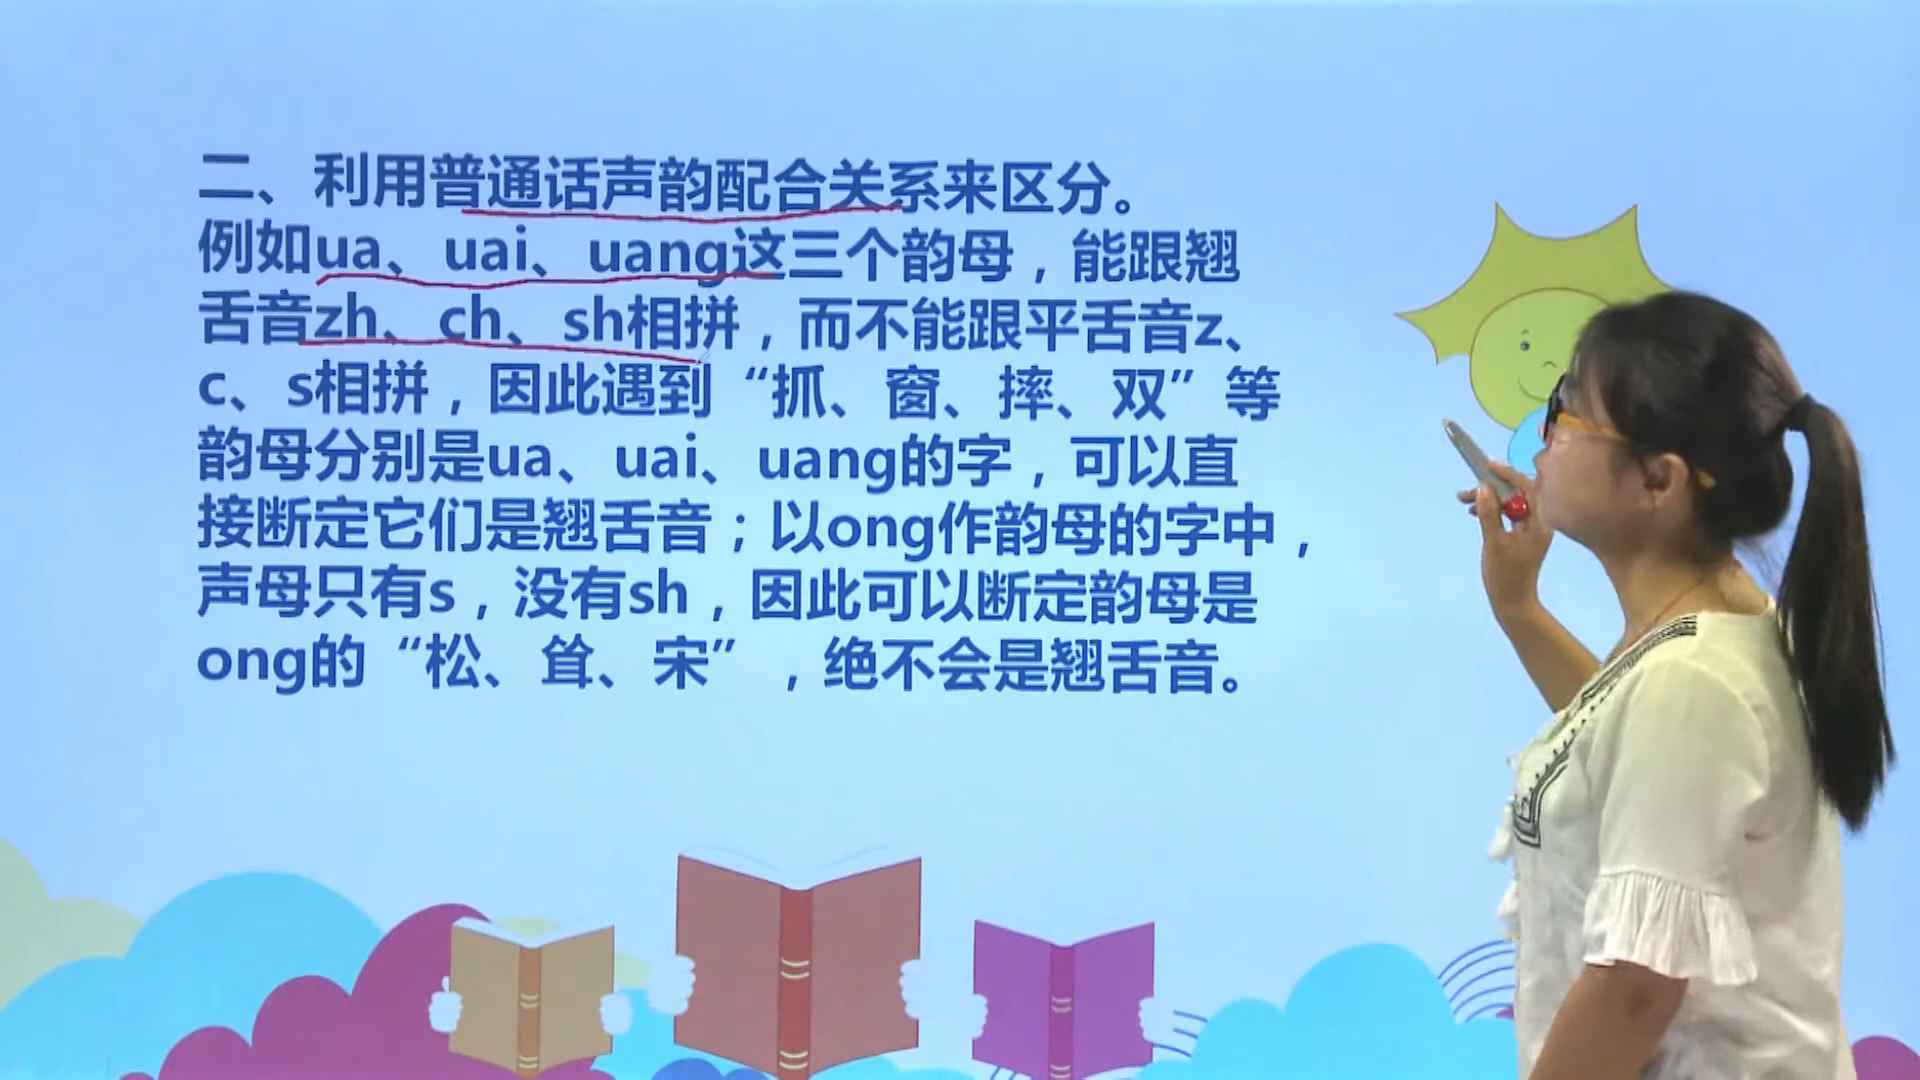 二、利用普通话声韵配合关系来区分。
例如ua、uai、uang这三个韵母，能跟翘
舌音zh、ch、sh相拼，而不能跟平舌音z、
c、s相拼，因此遇到“抓、窗、摔、双”等
韵母分别是ua、uai、uang的字，可以直
接断定它们是翘舌音；以ong作韵母的字中，
声母只有s，没有sh，因此可以断定韵母是
ong的“松、耸、宋”，绝不会是翘舌音。